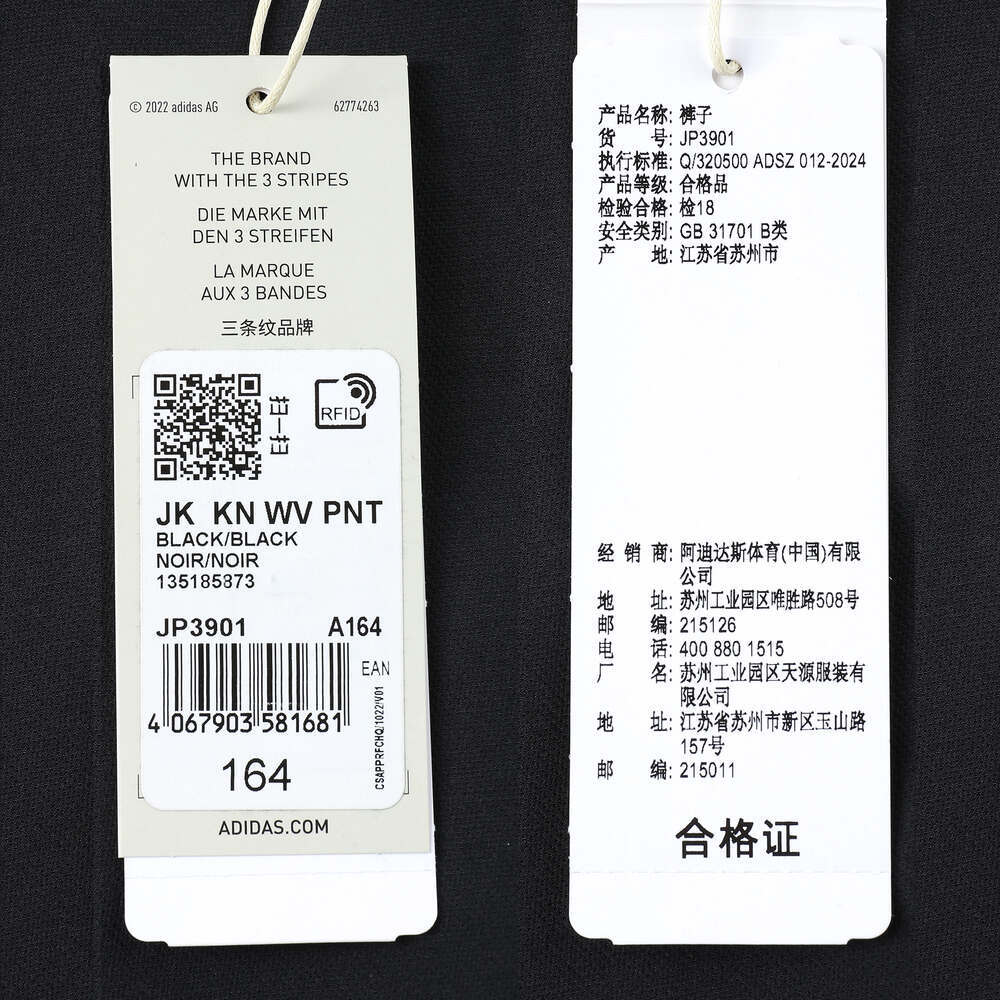 © 2022 adidas AG 62774263
THE BRAND
WITH THE 3 STRIPES
DIE MARKE MIT
DEN 3 STREIFEN
LA MARQUE
AUX 3 BANDES
三条纹品牌
扫一扫
RFID
JK KN WV PNT
BLACK/BLACK
NOIR/NOIR
135185873
JP3901 A164
EAN
4 067903 581681
CSAPPRFCHQ/1022/V01
164
ADIDAS.COM
产品名称: 裤子
货 号: JP3901
执行标准: Q/320500 ADSZ 012-2024
产品等级: 合格品
检验合格: 检18
安全类别: GB 31701 B类
产 地: 江苏省苏州市
经 销 商: 阿迪达斯体育(中国)有限
公司
地 址: 苏州工业园区唯胜路508号
邮 编: 215126
电 话: 400 880 1515
厂 名: 苏州工业园区天源服装有
限公司
地 址: 江苏省苏州市新区玉山路
157号
邮 编: 215011
合格证